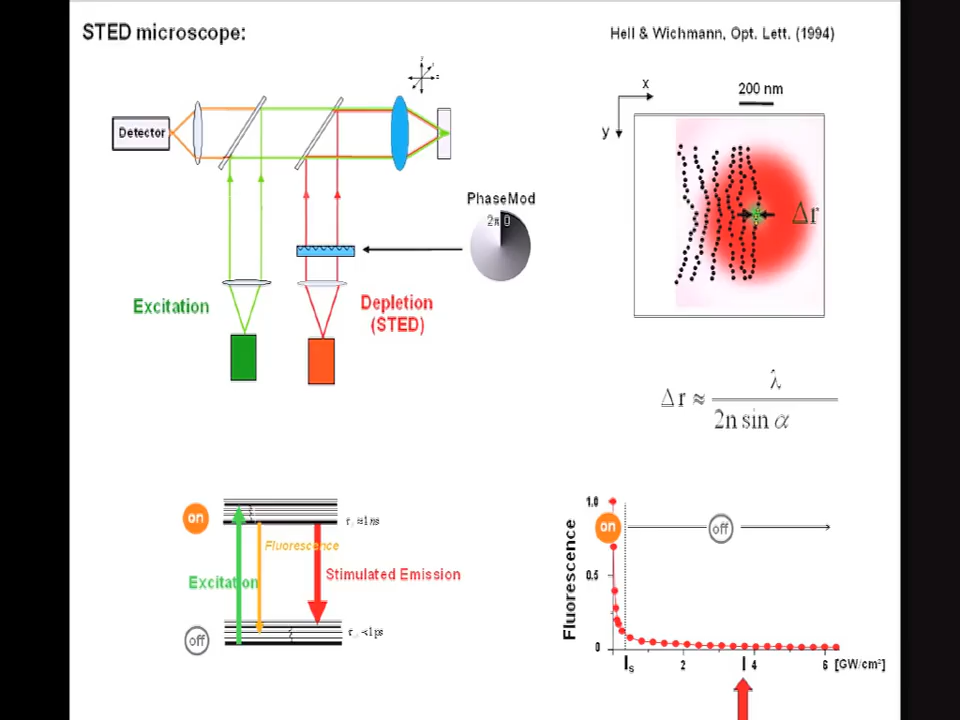 STED microscope:
Hell & Wichmann, Opt. Lett. (1994)
x
200 nm
y
Detector
PhaseMod
2π 0
Δr
Excitation
Depletion
(STED)
Δr ≈ λ / 2n sin α
on
Fluorescence
Excitation
Stimulated Emission
off
Fluorescence
1.0
0.5
0
on
off
Is
2
I
4
6
[GW/cm²]